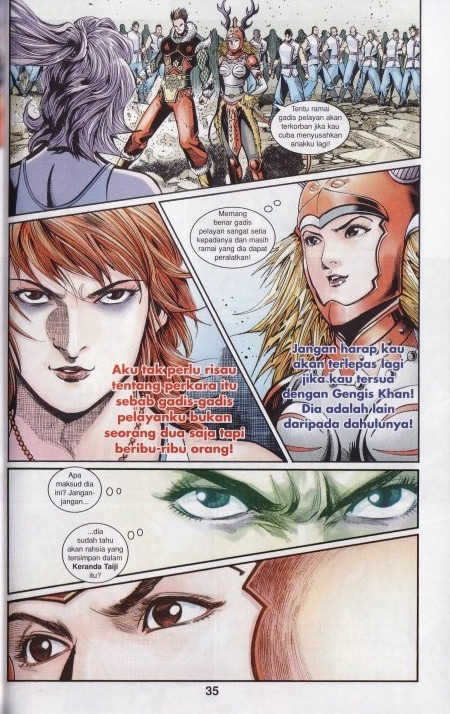 Tentu ramai
gadis pelayan akan
terkorban jika kau
cuba menyusahkan
anakku lagi!
Memang
benar gadis
pelayan sangat setia
kepadanya dan masih
ramai yang dia dapat
peralatkan!
Aku tak perlu risau
tentang perkara itu
sebab gadis-gadis
pelayanku bukan
seorang dua saja tapi
beribu-ribu orang!
Jangan harap kau
akan terlepas lagi
jika kau tersua
dengan Gengis Khan!
Dia adalah lain
daripada dahulunya!
Apa
maksud dia
ini? Jangan-
jangan...
...dia
sudah tahu
akan rahsia yang
tersimpan dalam
Keranda Taiji
itu?
35